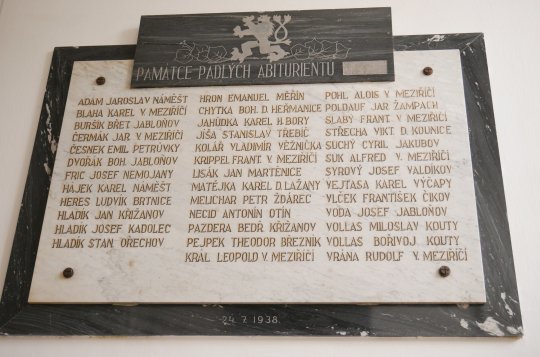 PAMÁTCE PADLÝCH ABITURIENTŮ
ADAM JAROSLAV NÁMĚŠŤ
BLAHA KAREL V. MEZIŘÍČÍ
BURŠÍK BŘET. JABLOŇOV
ČERMÁK JAR. V. MEZIŘÍČÍ
ČESNEK EMIL PETRŮVKY
DVOŘÁK BOH. JABLOŇOV
FRIC JOSEF NEMOJANY
HÁJEK KAREL NÁMĚŠŤ
HERES LUDVÍK BRTNICE
HLADÍK JAN KŘIŽANOV
HLADÍK JOSEF KADOLEC
HLADÍK STAN. OŘECHOV
HRON EMANUEL MĚŘÍN
CHYTKA BOH. D. HEŘMANICE
JAHŮDKA KAREL H. BORY
JIŠA STANISLAV TŘEBÍČ
KOLÁŘ VLADIMÍR VĚŽNIČKA
KRIPPEL FRANT. V. MEZIŘÍČÍ
LISÁK JAN MARTĚNICE
MATĚJKA KAREL D. LAŽANY
MELICHAR PETR ŽĎÁREC
NECID ANTONÍN OTÍN
PAZDERA BEDŘ. KŘIŽANOV
PEJPEK THEODOR BŘEZNÍK
KRÁL LEOPOLD V. MEZIŘÍČÍ
POHL ALOIS V. MEZIŘÍČÍ
POLDAUF JAR. ŽAMPACH
SLABÝ FRANT. V. MEZIŘÍČÍ
STŘECHA VIKT. D. KOUNICE
SUCHÝ CYRIL JAKUBOV
SUK ALFRED V. MEZIŘÍČÍ
SYROVÝ JOSEF VALDÍKOV
VEJTASA KAREL VÝČAPY
VLČEK FRANTIŠEK ČÍKOV
VODA JOSEF JABLOŇOV
VOLLAS MILOSLAV KOUTY
VOLLAS BOŘIVOJ KOUTY
VRÁNA RUDOLF V. MEZIŘÍČÍ
24. 7. 1938